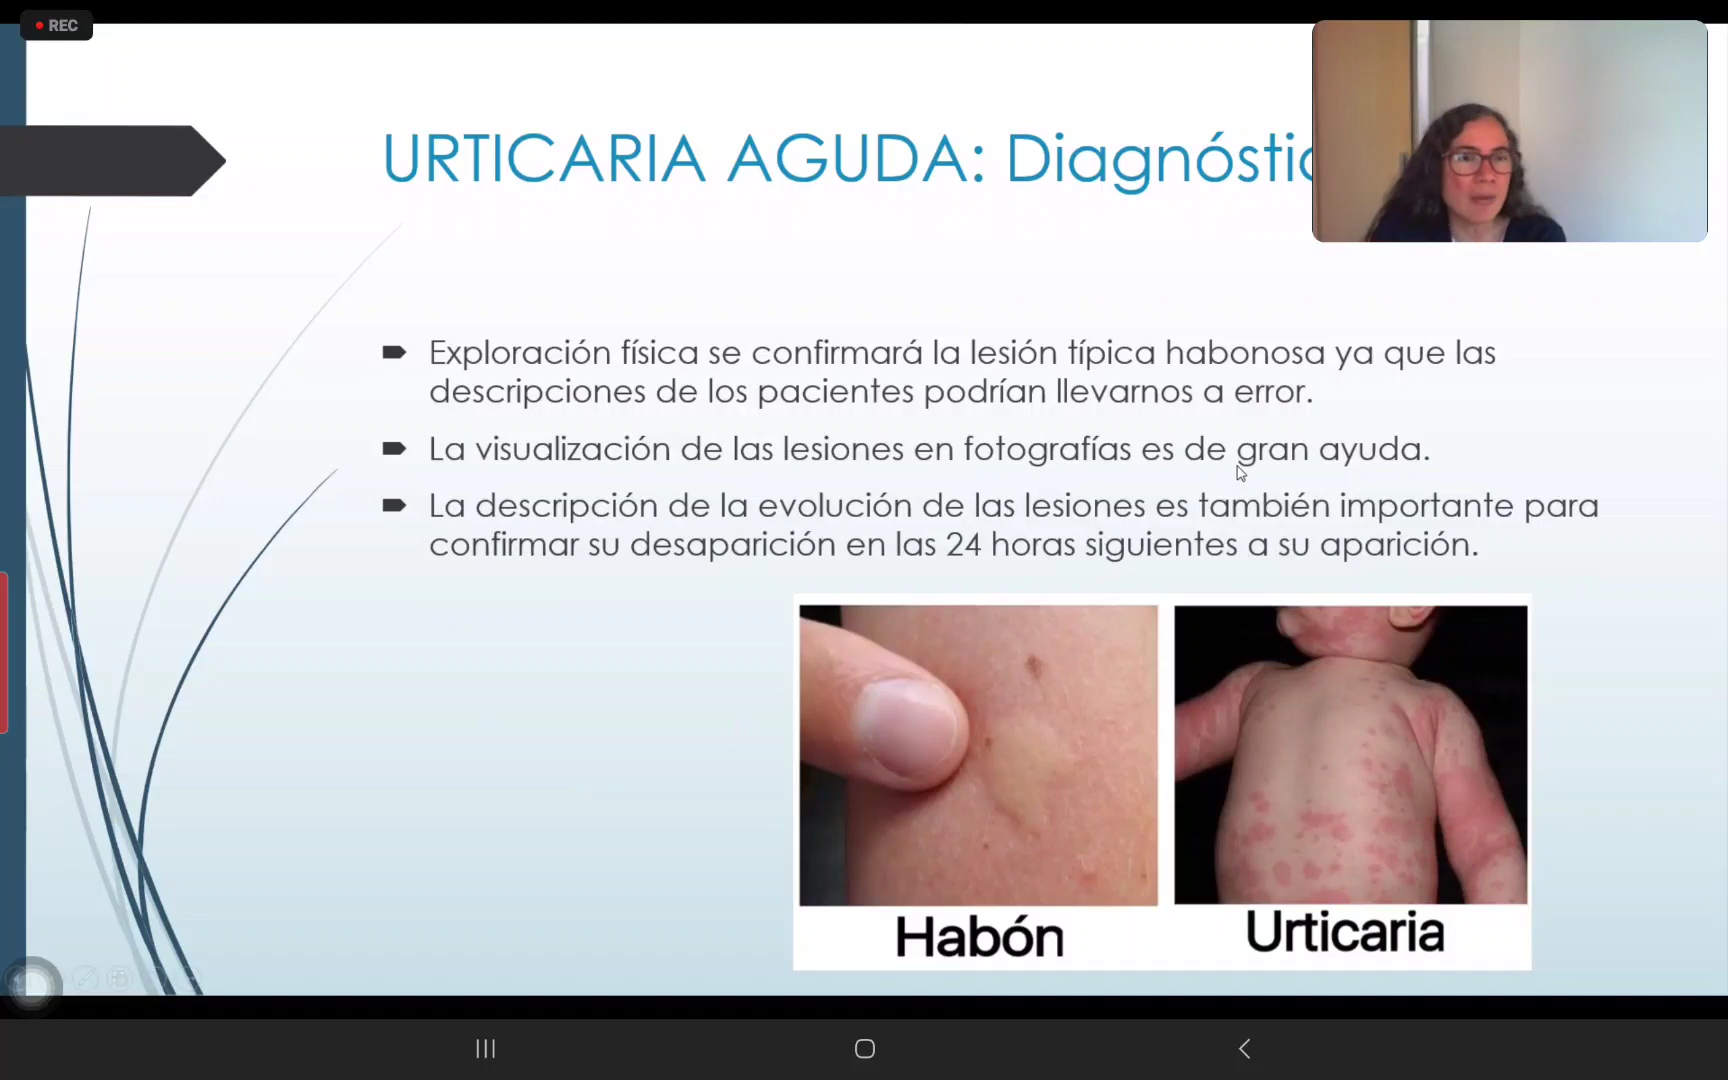 REC
URTICARIA AGUDA: Diagnóstic
Exploración física se confirmará la lesión típica habonosa ya que las
descripciones de los pacientes podrían llevarnos a error.
La visualización de las lesiones en fotografías es de gran ayuda.
La descripción de la evolución de las lesiones es también importante para
confirmar su desaparición en las 24 horas siguientes a su aparición.
Habón
Urticaria